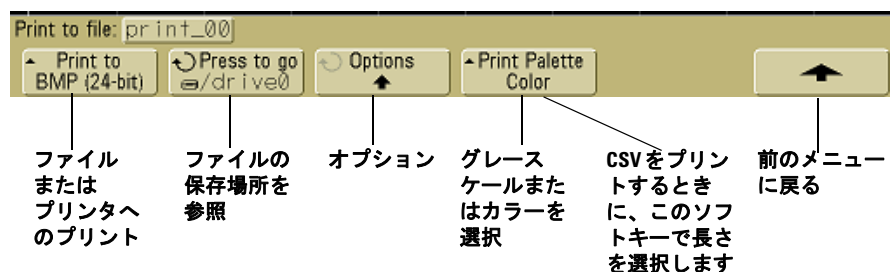 Print to file: print_00
Print to
BMP (24-bit)
Press to go
/drive0
Options
Print Palette
Color
ファイル
または
プリンタへ
のプリント
ファイルの
保存場所を
参照
オプション
グレース
ケールまた
はカラーを
選択
CSVをプリン
トするとき
に、このソフ
トキーで長さ
を選択します
前のメニュー
に戻る